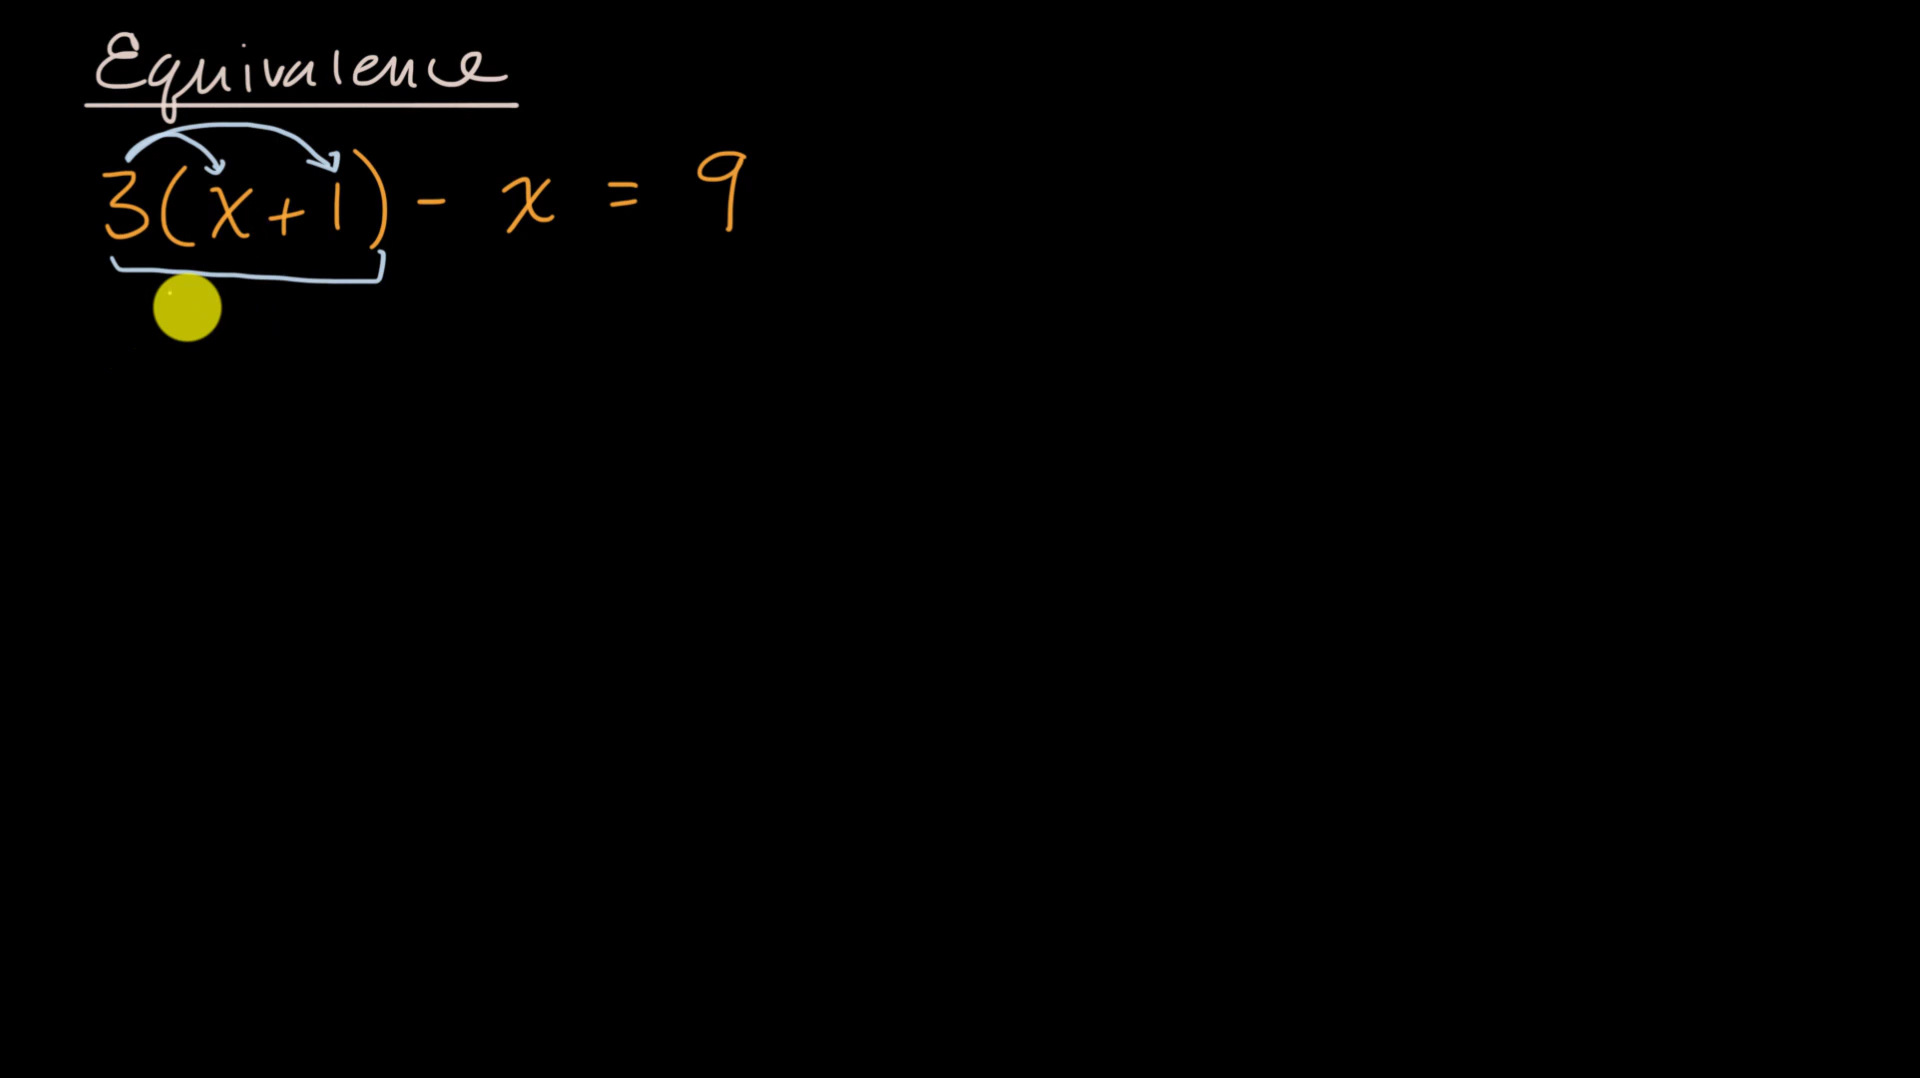 Equivalence
3(x+1) - x = 9